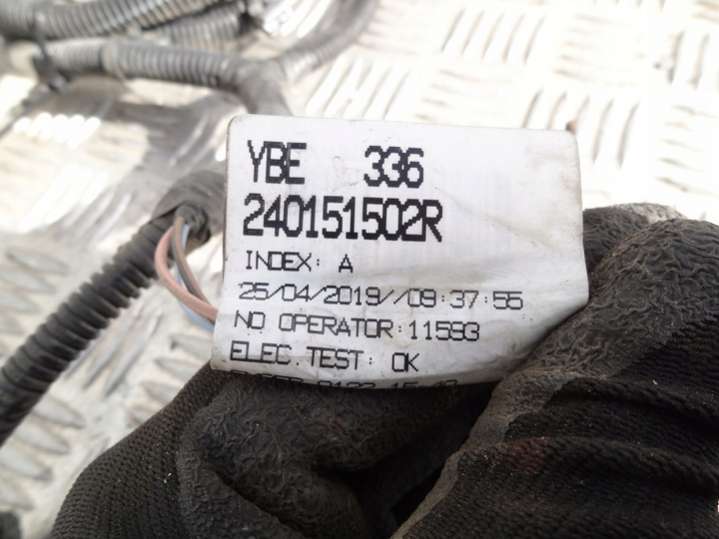 YBE 336
240151502R
INDEX: A
25/04/2019//09:37:55
NO OPERATOR:11593
ELEC.TEST: OK